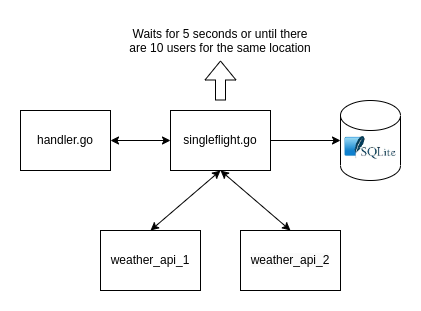 Waits for 5 seconds or until there
are 10 users for the same location
handler.go
singleflight.go
SQLite
weather_api_1
weather_api_2